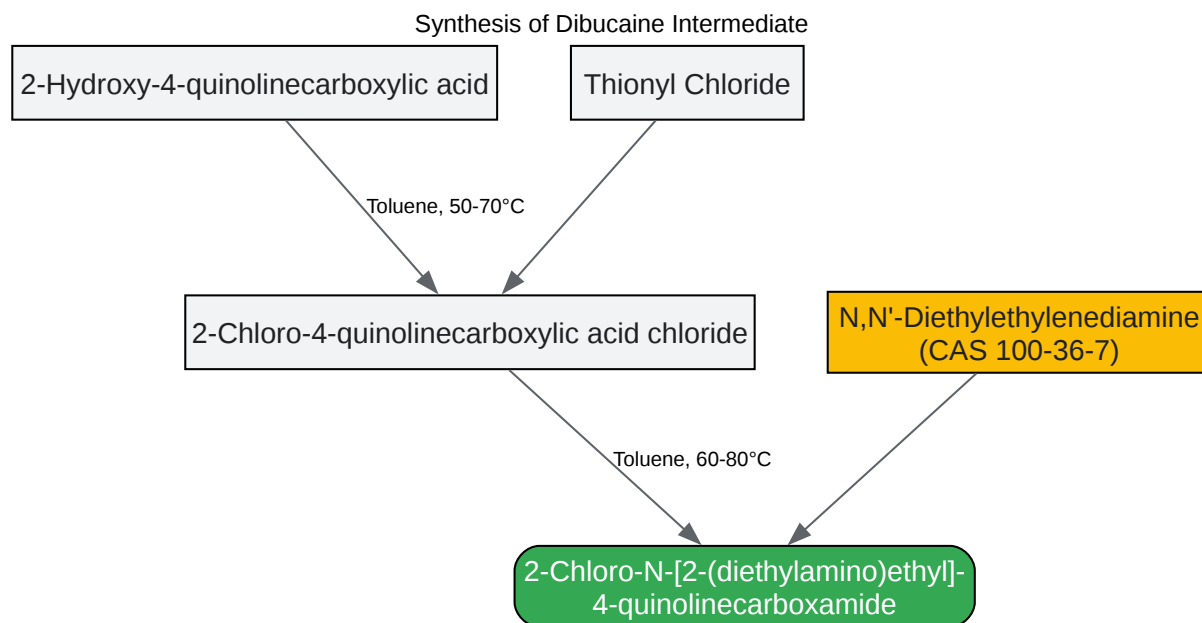 Synthesis of Dibucaine Intermediate
2-Hydroxy-4-quinolinecarboxylic acid
Thionyl Chloride
Toluene, 50-70°C
2-Chloro-4-quinolinecarboxylic acid chloride
N,N'-Diethylethylenediamine
(CAS 100-36-7)
Toluene, 60-80°C
2-Chloro-N-[2-(diethylamino)ethyl]-
4-quinolinecarboxamide